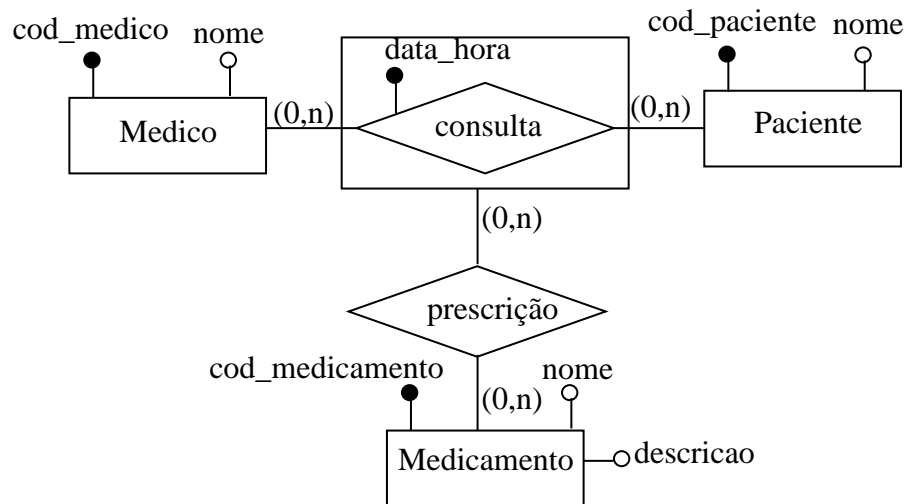 cod_medico nome
data_hora
cod_paciente nome
(0,n) (0,n)
Medico consulta Paciente
(0,n)
prescrição
cod_medicamento nome
(0,n)
Medicamento descricao